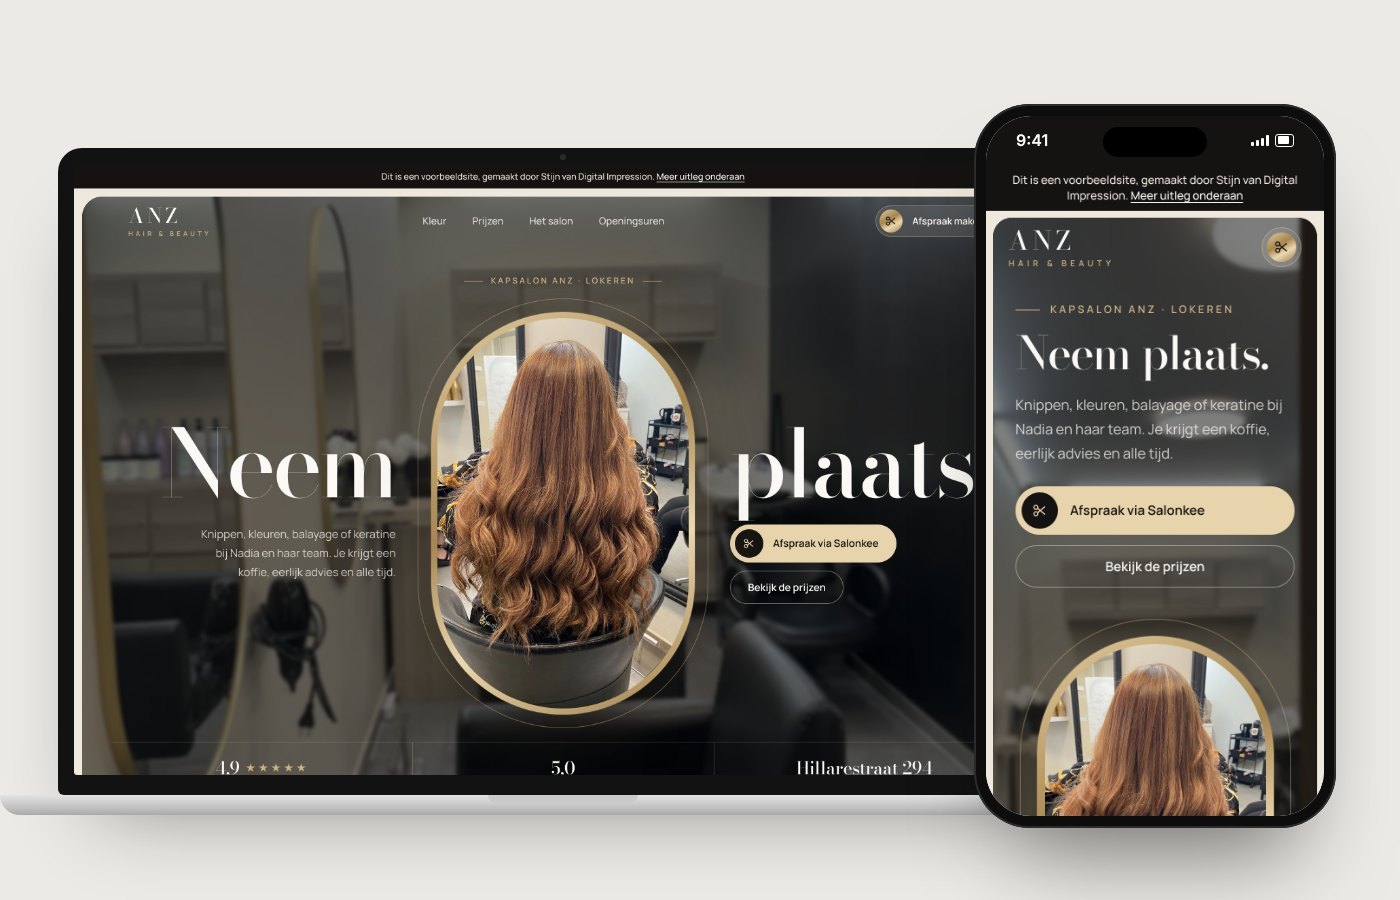 Dit is een voorbeeldsite, gemaakt door Stijn van Digital Impression. Meer uitleg onderaan
ANZ
HAIR & BEAUTY
Kleur
Prijzen
Het salon
Openingsuren
Afspraak
KAPSALON ANZ · LOKEREN
Neem
plaats
Knippen, kleuren, balayage of keratine
bij Nadia en haar team. Je krijgt een
koffie, eerlijk advies en alle tijd.
Afspraak via Salonkee
Bekijk de prijzen
4,9 ★★★★★
5,0
Hillarestraat 294
9:41
Dit is een voorbeeldsite, gemaakt door Stijn van Digital
Impression. Meer uitleg onderaan
ANZ
HAIR & BEAUTY
KAPSALON ANZ · LOKEREN
Neem plaats.
Knippen, kleuren, balayage of keratine bij
Nadia en haar team. Je krijgt een koffie,
eerlijk advies en alle tijd.
Afspraak via Salonkee
Bekijk de prijzen